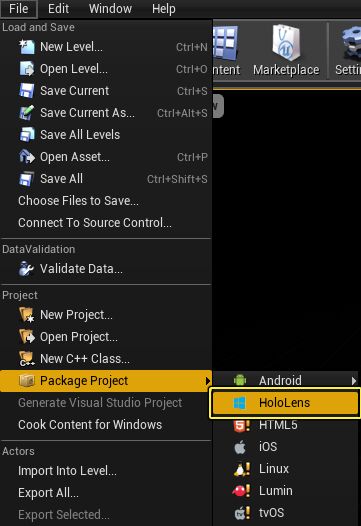 File Edit Window Help
Load and Save
New Level... Ctrl+N
Open Level... Ctrl+O
Save Current Ctrl+S
Save Current As... Ctrl+Alt+S
Save All Levels
Open Asset... Ctrl+P
Save All Ctrl+Shift+S
Choose Files to Save...
Connect To Source Control...
DataValidation
Validate Data...
Project
New Project...
Open Project...
New C++ Class...
Package Project
Generate Visual Studio Project
Cook Content for Windows
Actors
Import Into Level...
Export All...
Export Selected...
ntent Marketplace Setti
w
Android
HoloLens
HTML5
iOS
Linux
Lumin
tvOS